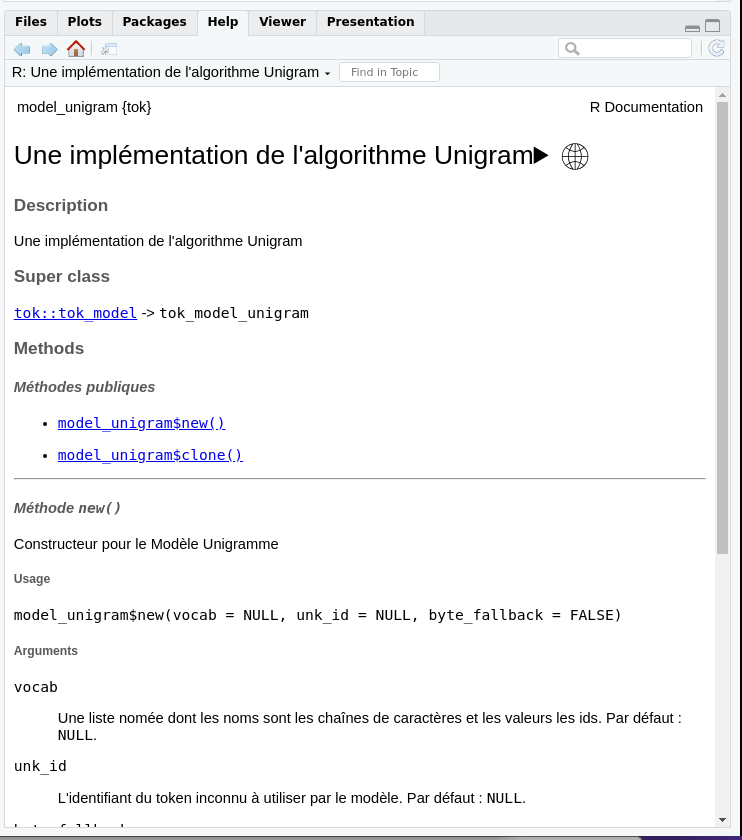 Files Plots Packages Help Viewer Presentation
R: Une implémentation de l'algorithme Unigram Find in Topic
model_unigram {tok} R Documentation
Une implémentation de l'algorithme Unigram
Description
Une implémentation de l'algorithme Unigram
Super class
tok::tok_model -> tok_model_unigram
Methods
Méthodes publiques
• model_unigram$new()
• model_unigram$clone()
Méthode new()
Constructeur pour le Modèle Unigramme
Usage
model_unigram$new(vocab = NULL, unk_id = NULL, byte_fallback = FALSE)
Arguments
vocab
Une liste nomée dont les noms sont les chaînes de caractères et les valeurs les ids. Par défaut :
NULL.
unk_id
L'identifiant du token inconnu à utiliser par le modèle. Par défaut : NULL.